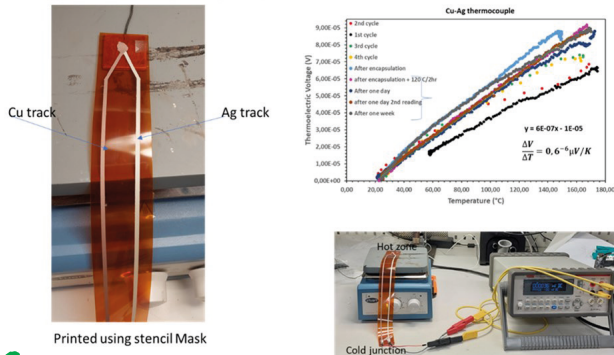 Cu track
Ag track
Printed using stencil Mask
Cu-Ag thermocouple
Thermoelectric Voltage (V)
9,00E-05
8,00E-05
7,00E-05
6,00E-05
5,00E-05
4,00E-05
3,00E-05
2,00E-05
1,00E-05
0,00E+00
2nd cycle
1st cycle
3rd cycle
4th cycle
After encapsulation
after encapsulation + 120 C/2hr
After one day
after one day 2nd reading
After one week
y = 6E-07x - 1E-05
ΔV/ΔT = 0,6⁻⁶μV/K
0,00 20,00 40,00 60,00 80,00 100,00 120,00 140,00 160,00 180,00
Temperature (°C)
Hot zone
Cold junction